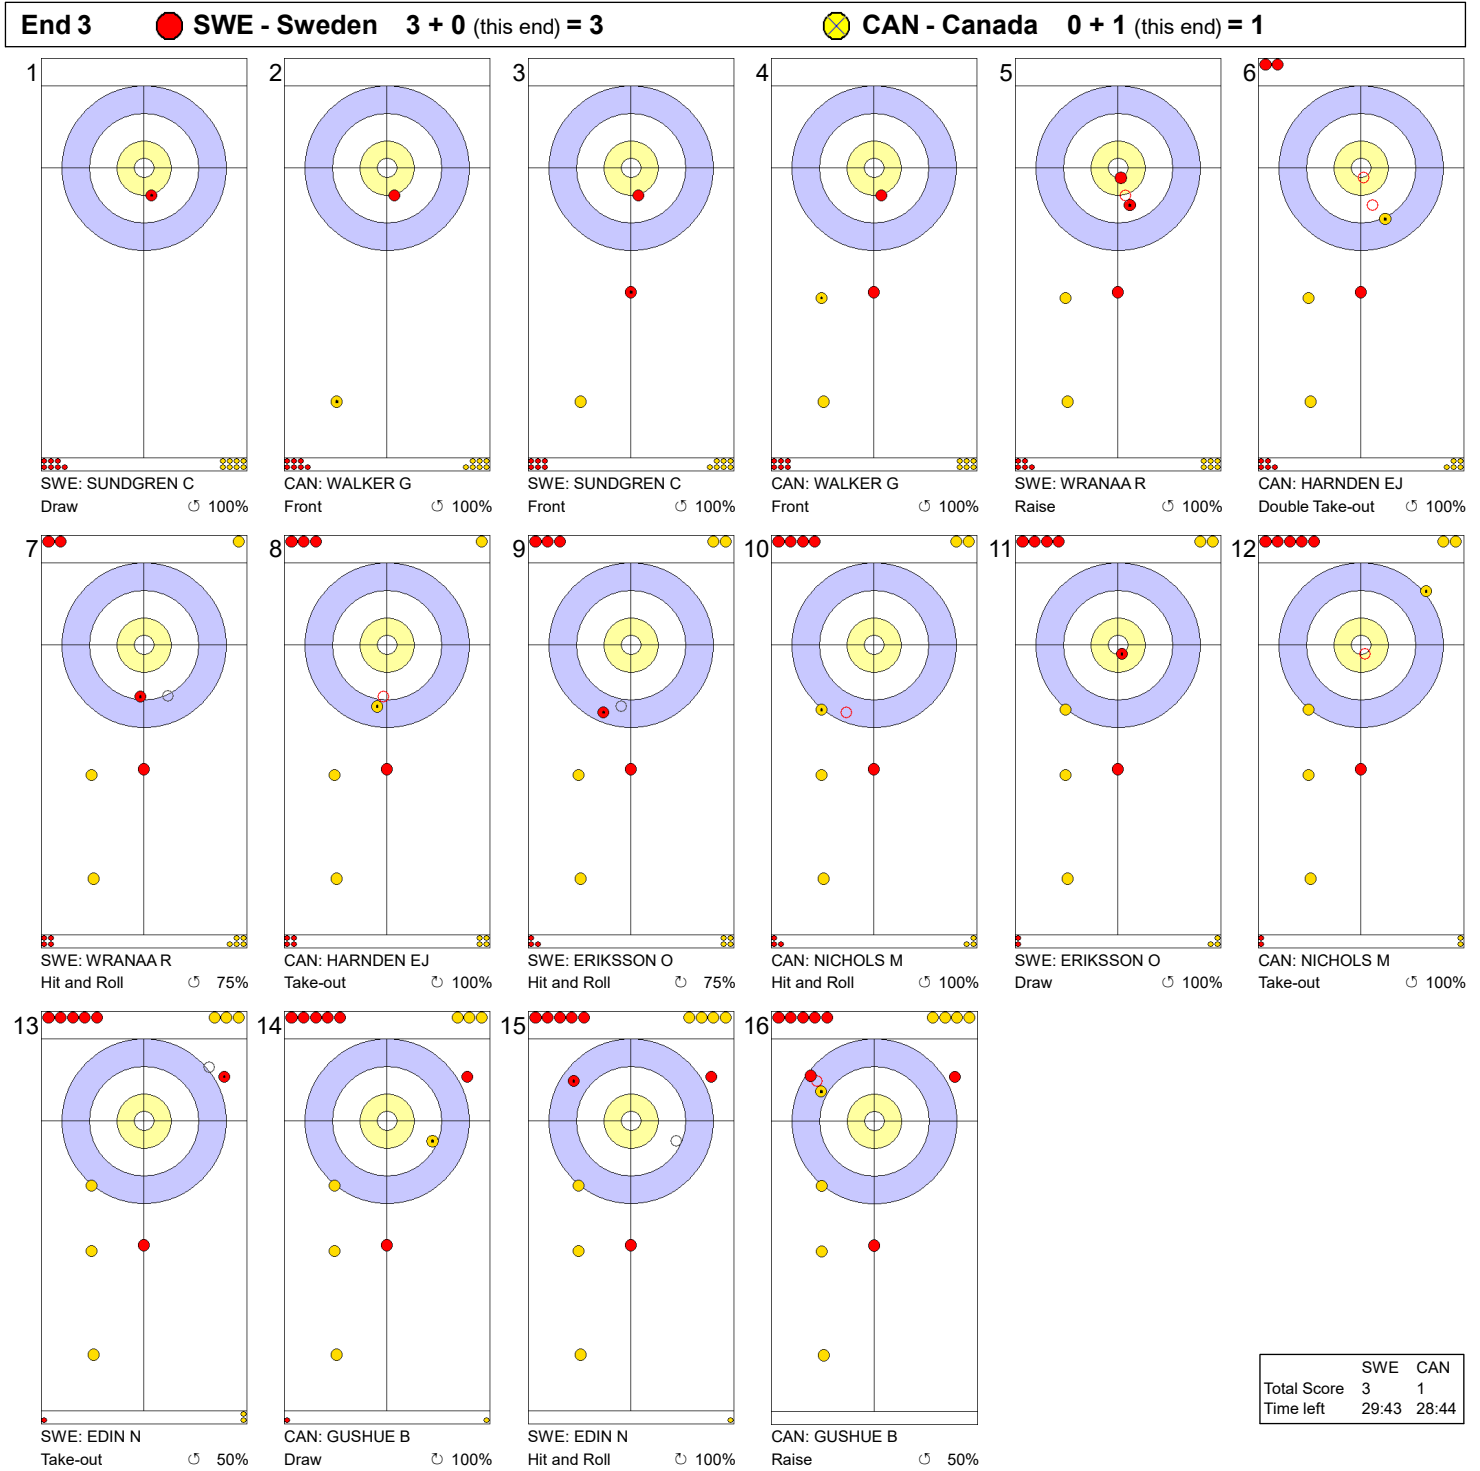 End 3 SWE - Sweden 3 + 0 (this end) = 3 CAN - Canada 0 + 1 (this end) = 1
1 2 3 4 5 6
SWE: SUNDGREN C CAN: WALKER G SWE: SUNDGREN C CAN: WALKER G SWE: WRANAA R CAN: HARNDEN EJ
Draw ↺ 100% Front ↺ 100% Front ↺ 100% Front ↺ 100% Raise ↺ 100% Double Take-out ↺ 100%
7 8 9 10 11 12
SWE: WRANAA R CAN: HARNDEN EJ SWE: ERIKSSON O CAN: NICHOLS M SWE: ERIKSSON O CAN: NICHOLS M
Hit and Roll ↺ 75% Take-out ↻ 100% Hit and Roll ↻ 75% Hit and Roll ↺ 100% Draw ↺ 100% Take-out ↺ 100%
13 14 15 16
SWE: EDIN N CAN: GUSHUE B SWE: EDIN N CAN: GUSHUE B
Take-out ↺ 50% Draw ↻ 100% Hit and Roll ↻ 100% Raise ↺ 50%
SWE CAN
Total Score 3 1
Time left 29:43 28:44